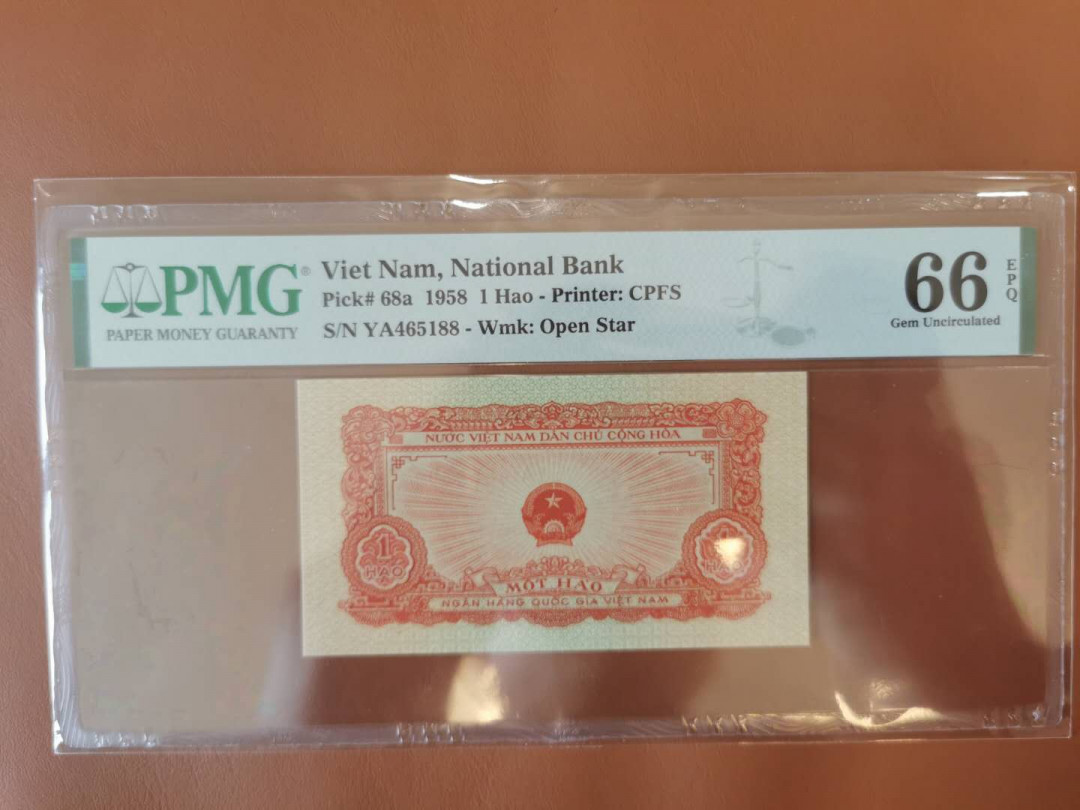 PMG®
PAPER MONEY GUARANTY
Viet Nam, National Bank
Pick# 68a 1958 1 Hao - Printer: CPFS
S/N YA465188 - Wmk: Open Star
66
EPQ
Gem Uncirculated
NƯỚC VIỆT NAM DÂN CHỦ CỘNG HÒA
1
HÀO
MỘT HÀO
NGÂN HÀNG QUỐC GIA VIỆT NAM